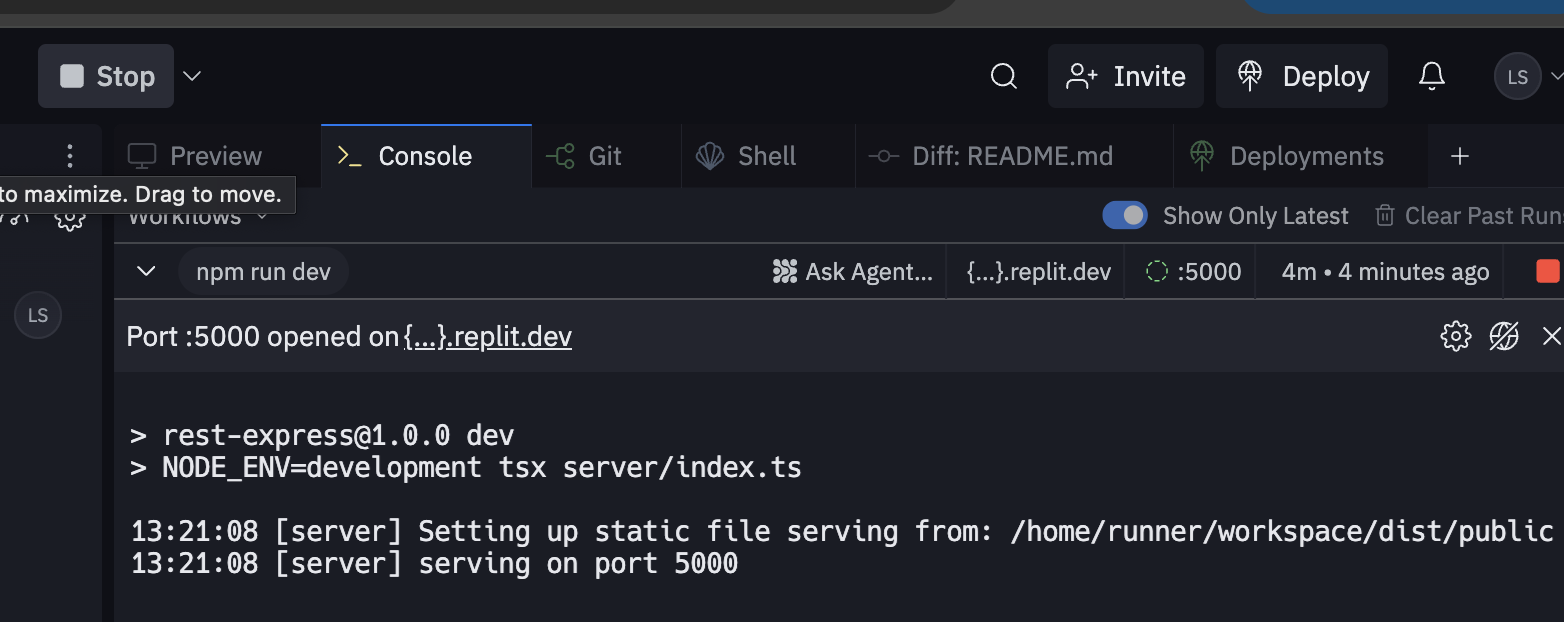 Stop
Invite
Deploy
LS
Preview
Console
Git
Shell
Diff: README.md
Deployments
to maximize. Drag to move.
Workflows
Show Only Latest
Clear Past Runs
npm run dev
Ask Agent...
{...}.replit.dev
:5000
4m • 4 minutes ago
LS
Port :5000 opened on {...}.replit.dev
> rest-express@1.0.0 dev
> NODE_ENV=development tsx server/index.ts
13:21:08 [server] Setting up static file serving from: /home/runner/workspace/dist/public
13:21:08 [server] serving on port 5000